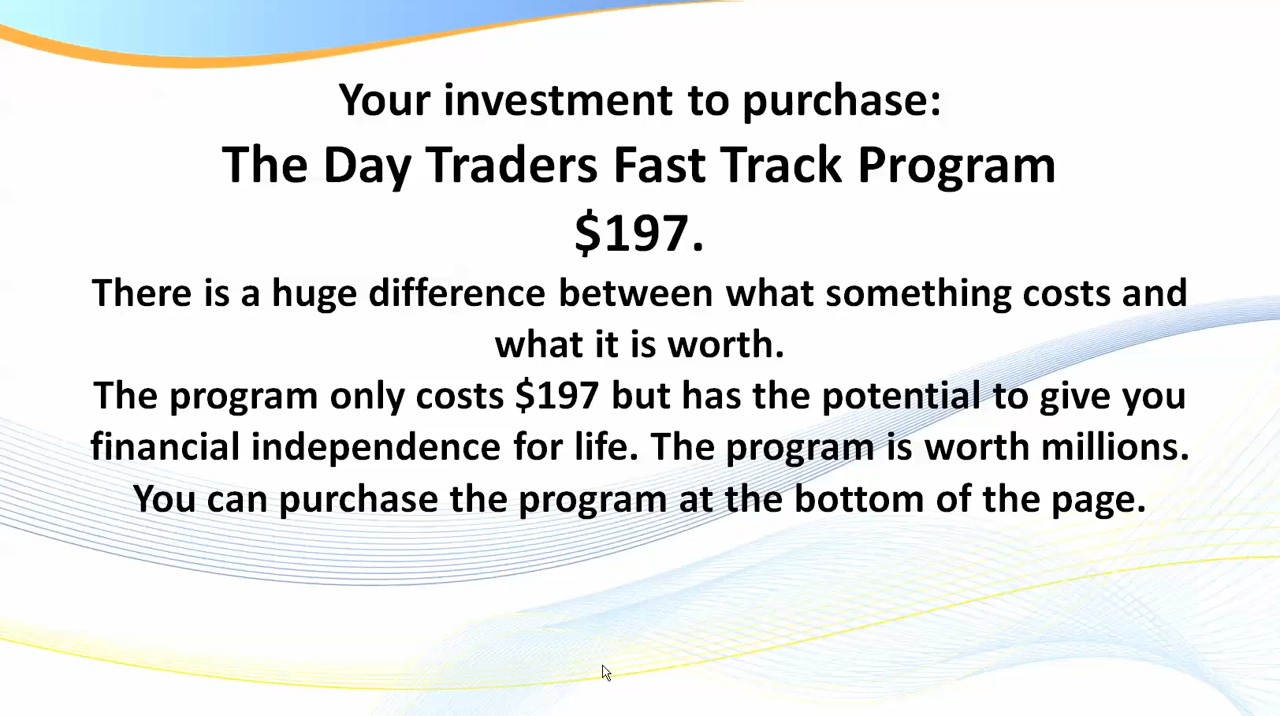 Your investment to purchase:
The Day Traders Fast Track Program
$197.
There is a huge difference between what something costs and
what it is worth.
The program only costs $197 but has the potential to give you
financial independence for life. The program is worth millions.
You can purchase the program at the bottom of the page.